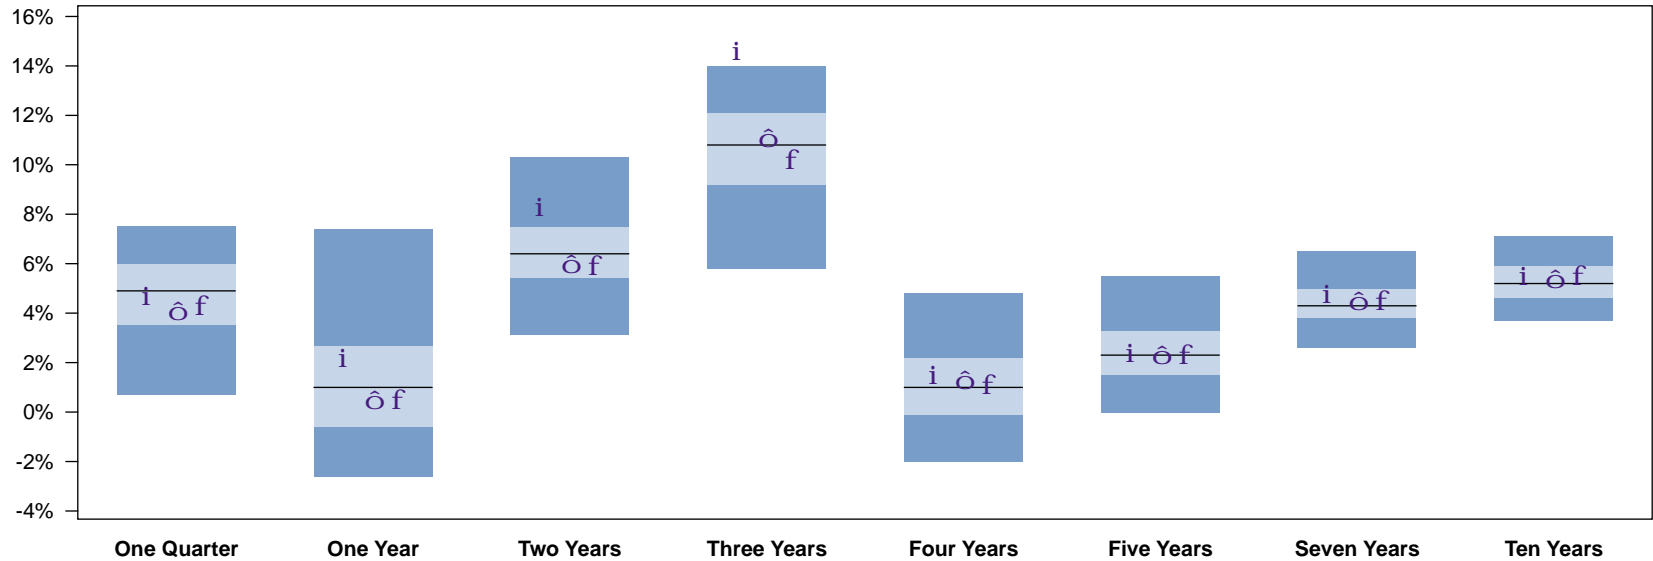 16%
14%
12%
10%
8%
6%
4%
2%
0%
-2%
-4%
i ô f
i ô f
i ô f
i ô f
i ô f
i ô f
i ô f
i ô f
One Quarter One Year Two Years Three Years Four Years Five Years Seven Years Ten Years